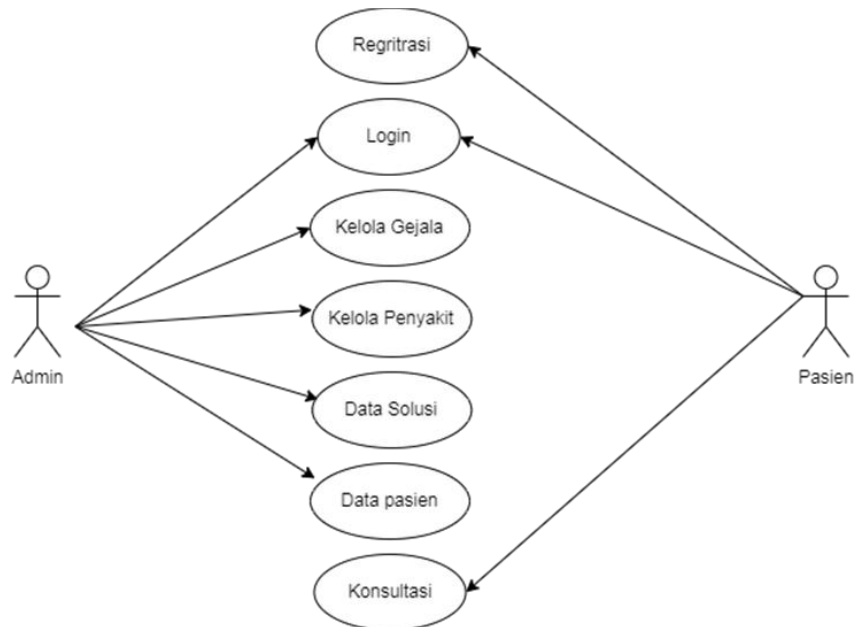 Regritrasi
Login
Kelola Gejala
Kelola Penyakit
Admin
Pasien
Data Solusi
Data pasien
Konsultasi